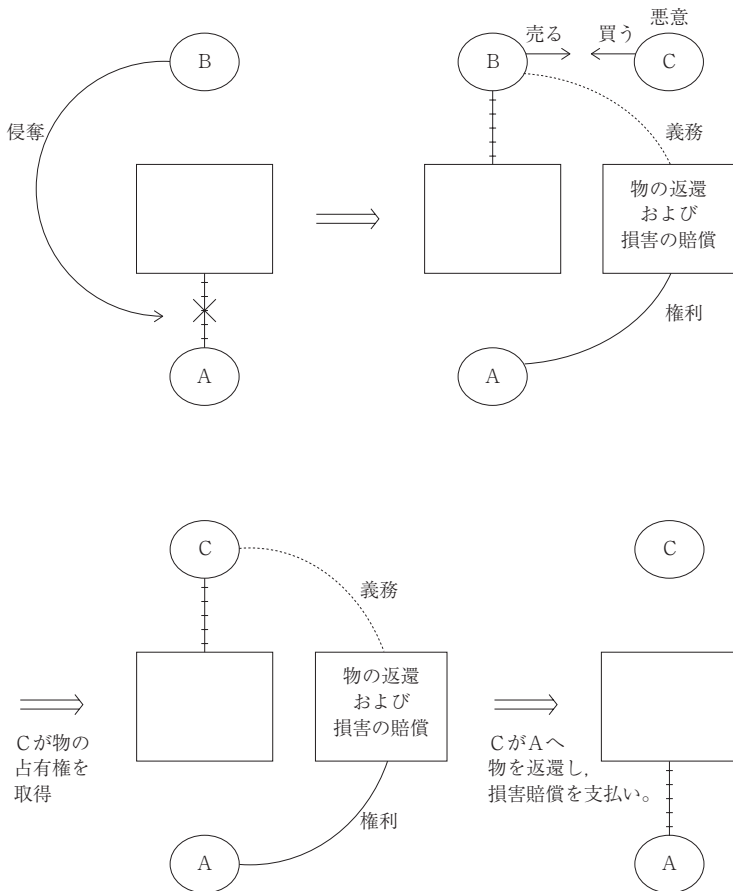 B
侵奪
A
悪意
売る 買う
B
C
義務
物の返還
および
損害の賠償
権利
A
C
義務
物の返還
および
損害の賠償
権利
A
Cが物の
占有権を
取得
C
CがAへ
物を返還し,
損害賠償を支払い。
A